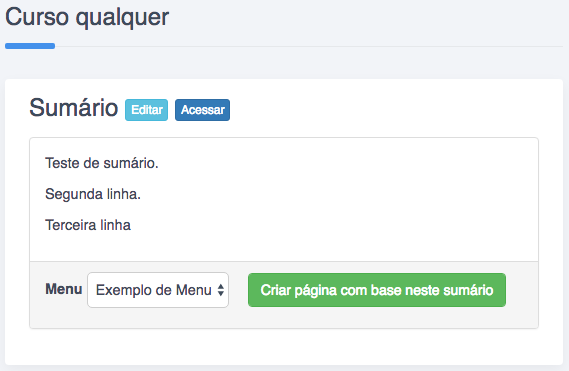 Curso qualquer
Sumário Editar Acessar
Teste de sumário.
Segunda linha.
Terceira linha
Menu Exemplo de Menu Criar página com base neste sumário